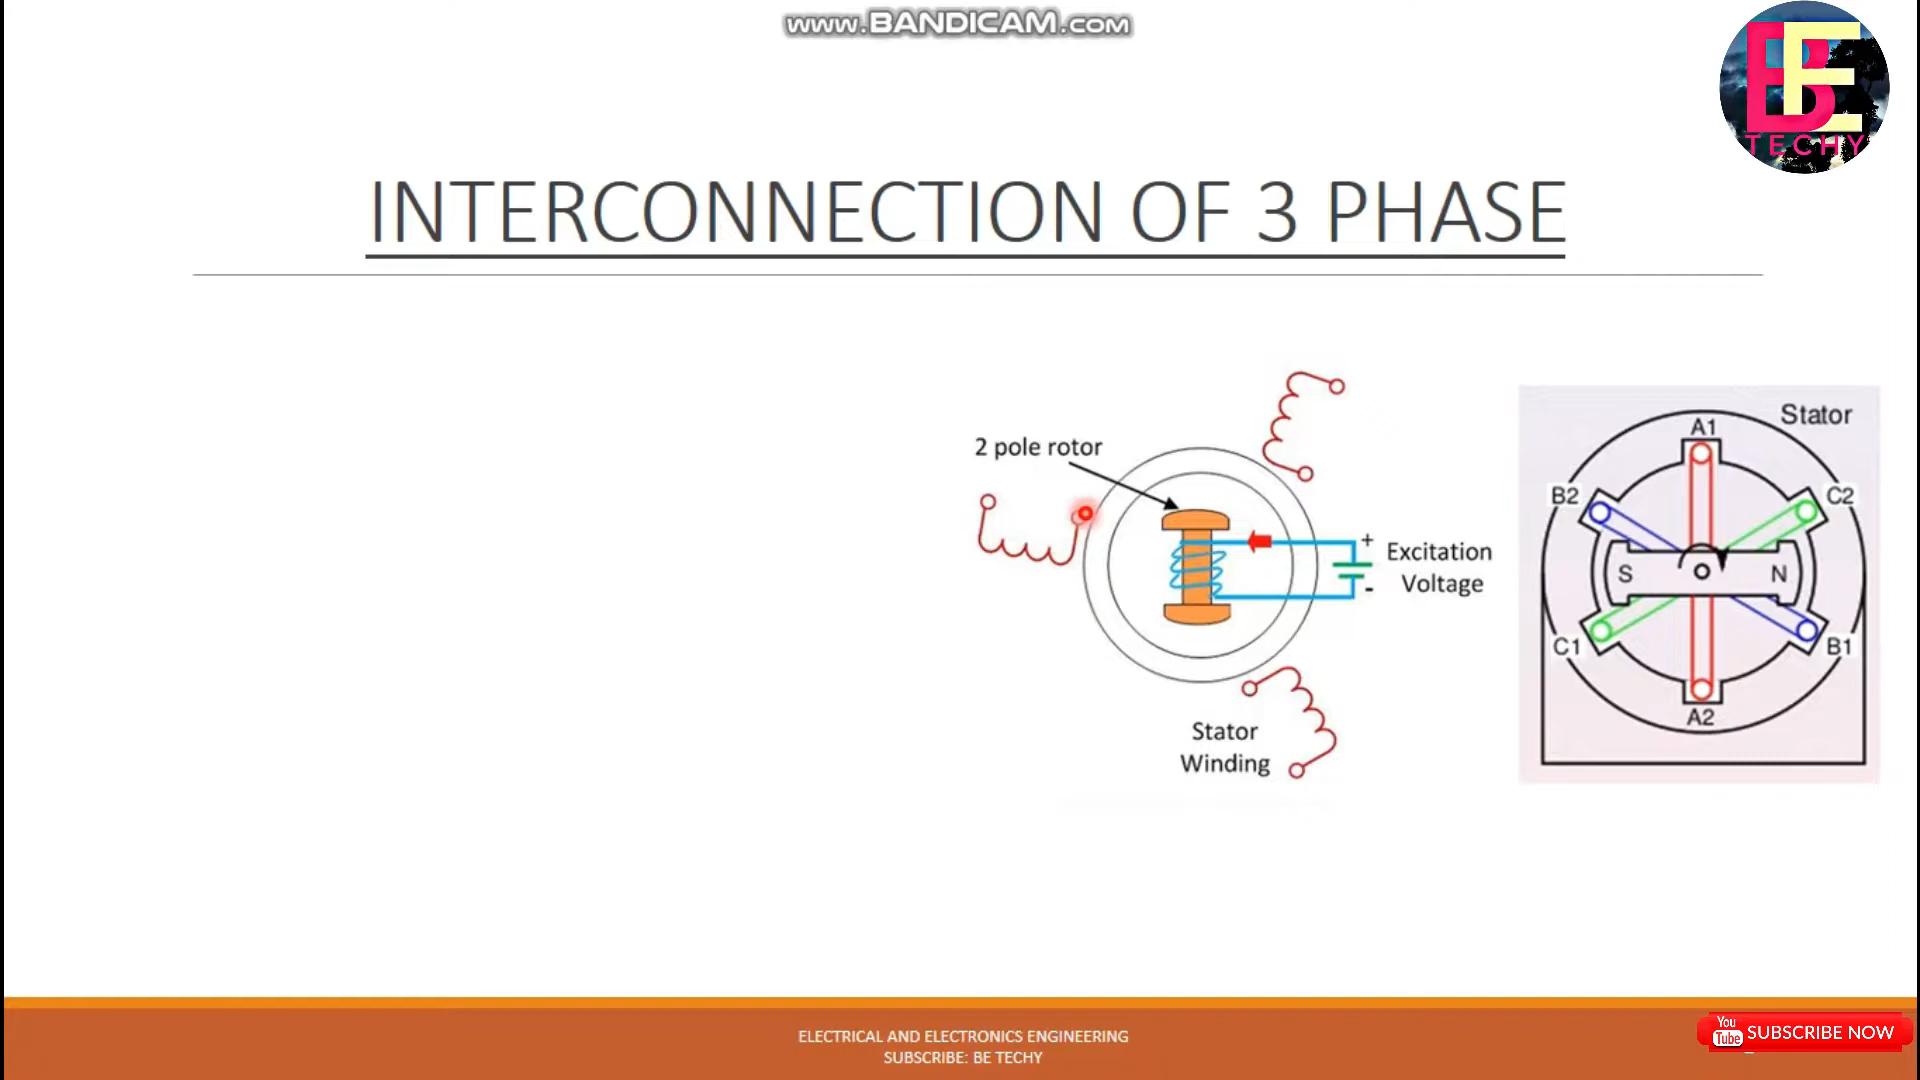 www.BANDICAM.com
BE
TECHY
INTERCONNECTION OF 3 PHASE
2 pole rotor
+
Excitation
Voltage
-
Stator
Winding
Stator
A1
B2
C2
S
N
C1
B1
A2
ELECTRICAL AND ELECTRONICS ENGINEERING
SUBSCRIBE: BE TECHY
You
Tube
SUBSCRIBE NOW